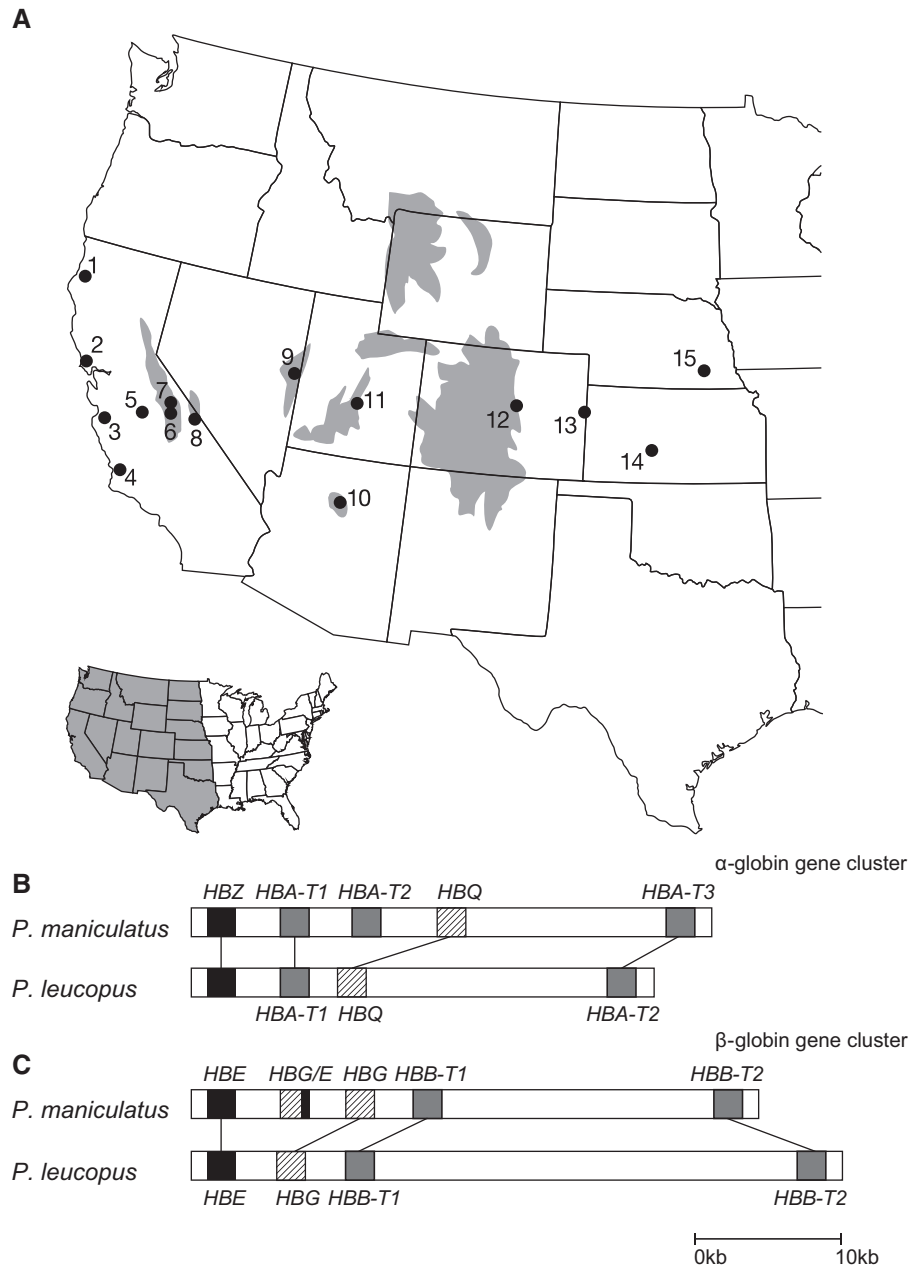 A
1
2
3
4
5
6
7
8
9
10
11
12
13
14
15
α-globin gene cluster
B
HBZ HBA-T1 HBA-T2 HBQ HBA-T3
P. maniculatus
P. leucopus
HBA-T1 HBQ HBA-T2
β-globin gene cluster
C
HBE HBG/E HBG HBB-T1 HBB-T2
P. maniculatus
P. leucopus
HBE HBG HBB-T1 HBB-T2
0kb 10kb